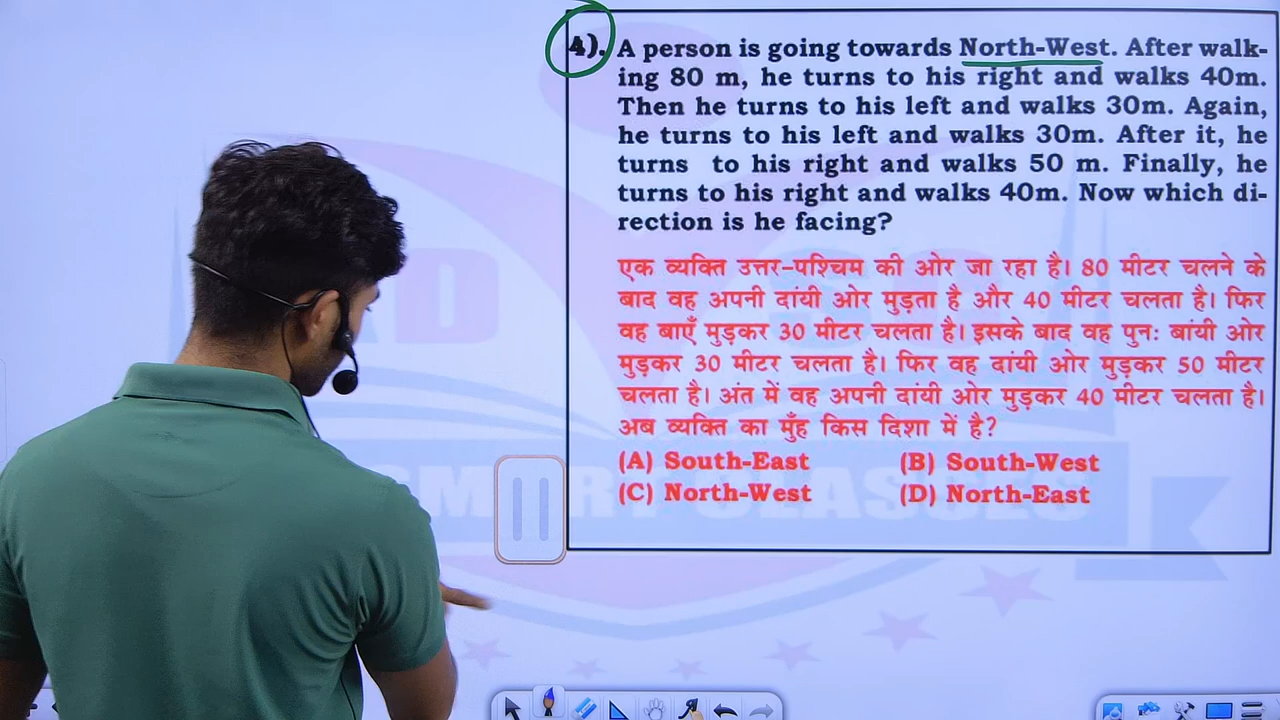 4). A person is going towards North-West. After walk-
ing 80 m, he turns to his right and walks 40m.
Then he turns to his left and walks 30m. Again,
he turns to his left and walks 30m. After it, he
turns to his right and walks 50 m. Finally, he
turns to his right and walks 40m. Now which di-
rection is he facing?
एक व्यक्ति उत्तर-पश्चिम की ओर जा रहा है। 80 मीटर चलने के
बाद वह अपनी दांयी ओर मुड़ता है और 40 मीटर चलता है। फिर
वह बाएँ मुड़कर 30 मीटर चलता है। इसके बाद वह पुनः बांयी ओर
मुड़कर 30 मीटर चलता है। फिर वह दांयी ओर मुड़कर 50 मीटर
चलता है। अंत में वह अपनी दांयी ओर मुड़कर 40 मीटर चलता है।
अब व्यक्ति का मुँह किस दिशा में है?
(A) South-East (B) South-West
(C) North-West (D) North-East